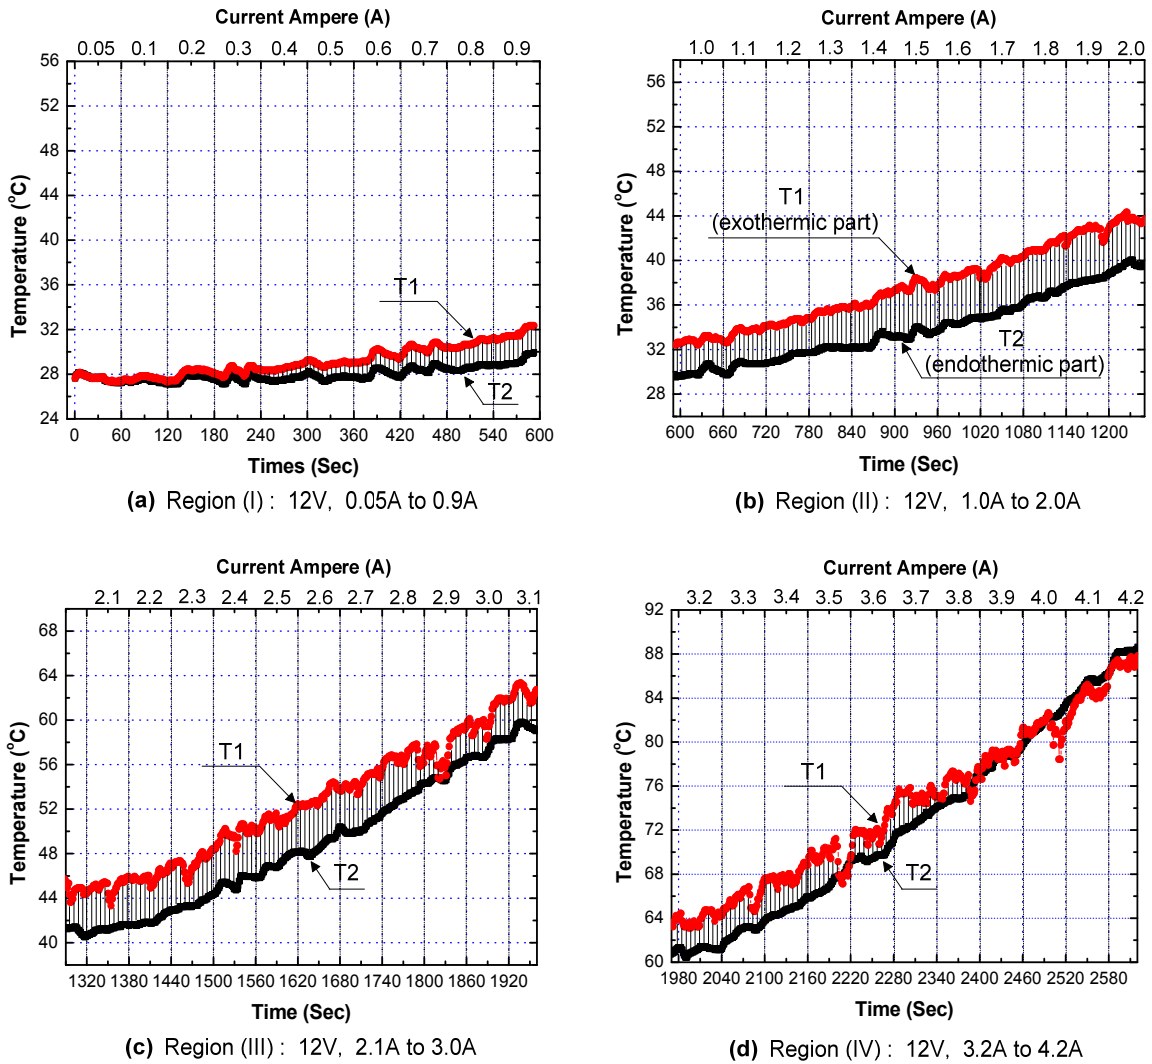 Current Ampere (A)
0.05 0.1 0.2 0.3 0.4 0.5 0.6 0.7 0.8 0.9
56
52
48
44
40
36
32
28
24
Temperature (°C)
T1
T2
0 60 120 180 240 300 360 420 480 540 600
Times (Sec)
(a) Region (I) : 12V, 0.05A to 0.9A
Current Ampere (A)
1.0 1.1 1.2 1.3 1.4 1.5 1.6 1.7 1.8 1.9 2.0
56
52
48
44
40
36
32
28
Temperature (°C)
T1
(exothermic part)
T2
(endothermic part)
600 660 720 780 840 900 960 1020 1080 1140 1200
Time (Sec)
(b) Region (II) : 12V, 1.0A to 2.0A
Current Ampere (A)
2.1 2.2 2.3 2.4 2.5 2.6 2.7 2.8 2.9 3.0 3.1
68
64
60
56
52
48
44
40
Temperature (°C)
T1
T2
1320 1380 1440 1500 1560 1620 1680 1740 1800 1860 1920
Time (Sec)
(c) Region (III) : 12V, 2.1A to 3.0A
Current Ampere (A)
3.2 3.3 3.4 3.5 3.6 3.7 3.8 3.9 4.0 4.1 4.2
92
88
84
80
76
72
68
64
60
Temperature (°C)
T1
T2
1980 2040 2100 2160 2220 2280 2340 2400 2460 2520 2580
Time (Sec)
(d) Region (IV) : 12V, 3.2A to 4.2A